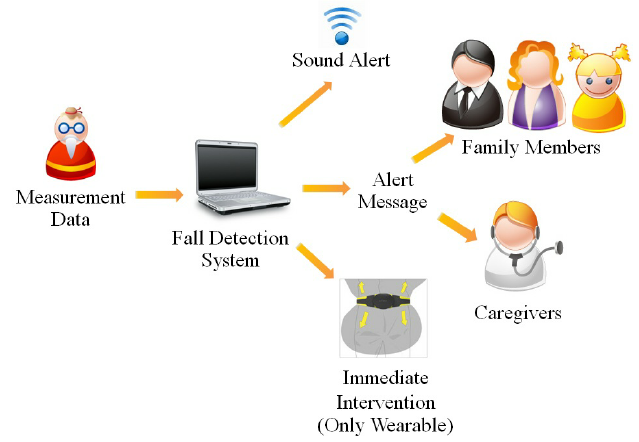 Sound Alert
Family Members
Measurement
Data
Fall Detection
System
Alert
Message
Caregivers
Immediate
Intervention
(Only Wearable)